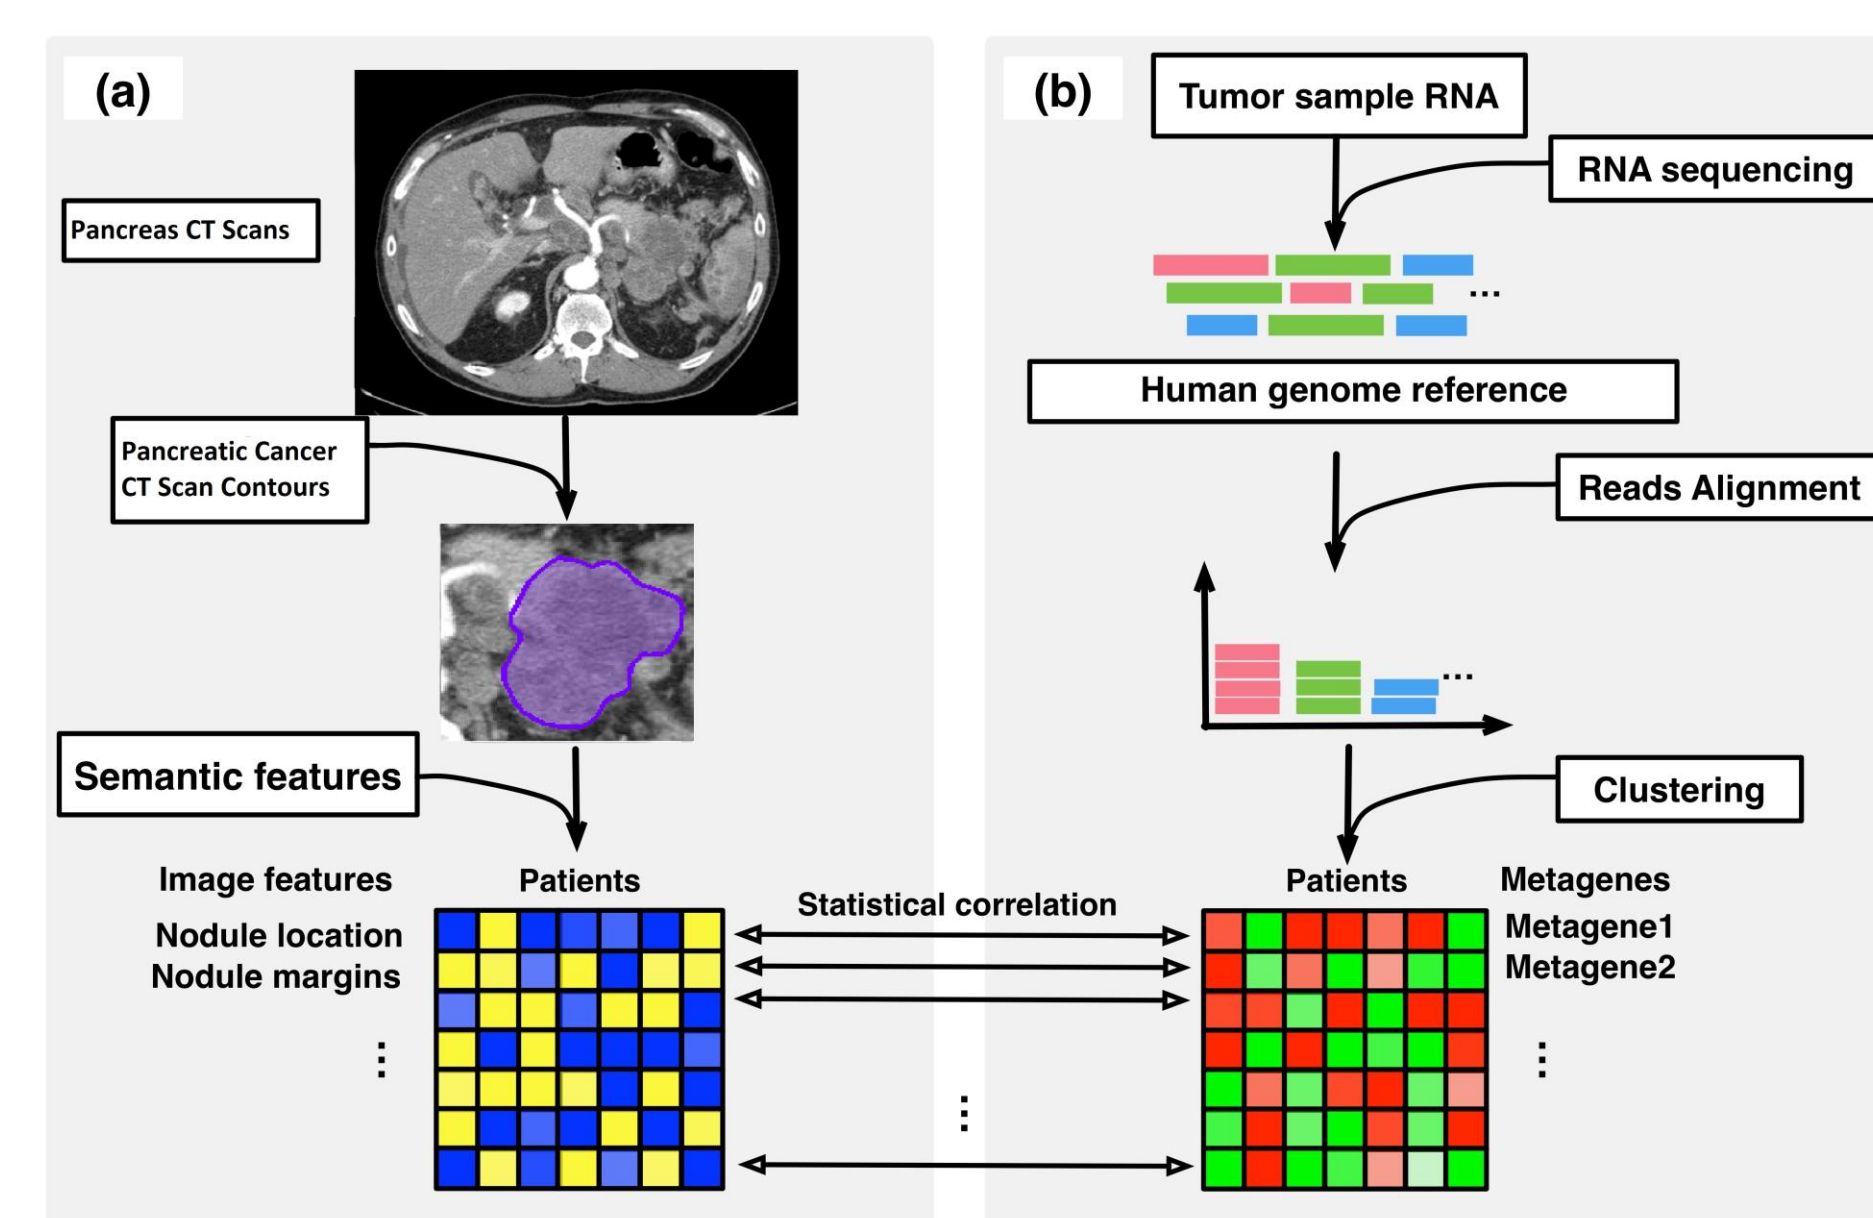 (a)
Pancreas CT Scans
Pancreatic Cancer
CT Scan Contours
Semantic features
Image features
Patients
Nodule location
Nodule margins
⋮
Statistical correlation
⋮
(b)
Tumor sample RNA
RNA sequencing
...
Human genome reference
Reads Alignment
...
Clustering
Patients
Metagenes
Metagene1
Metagene2
⋮